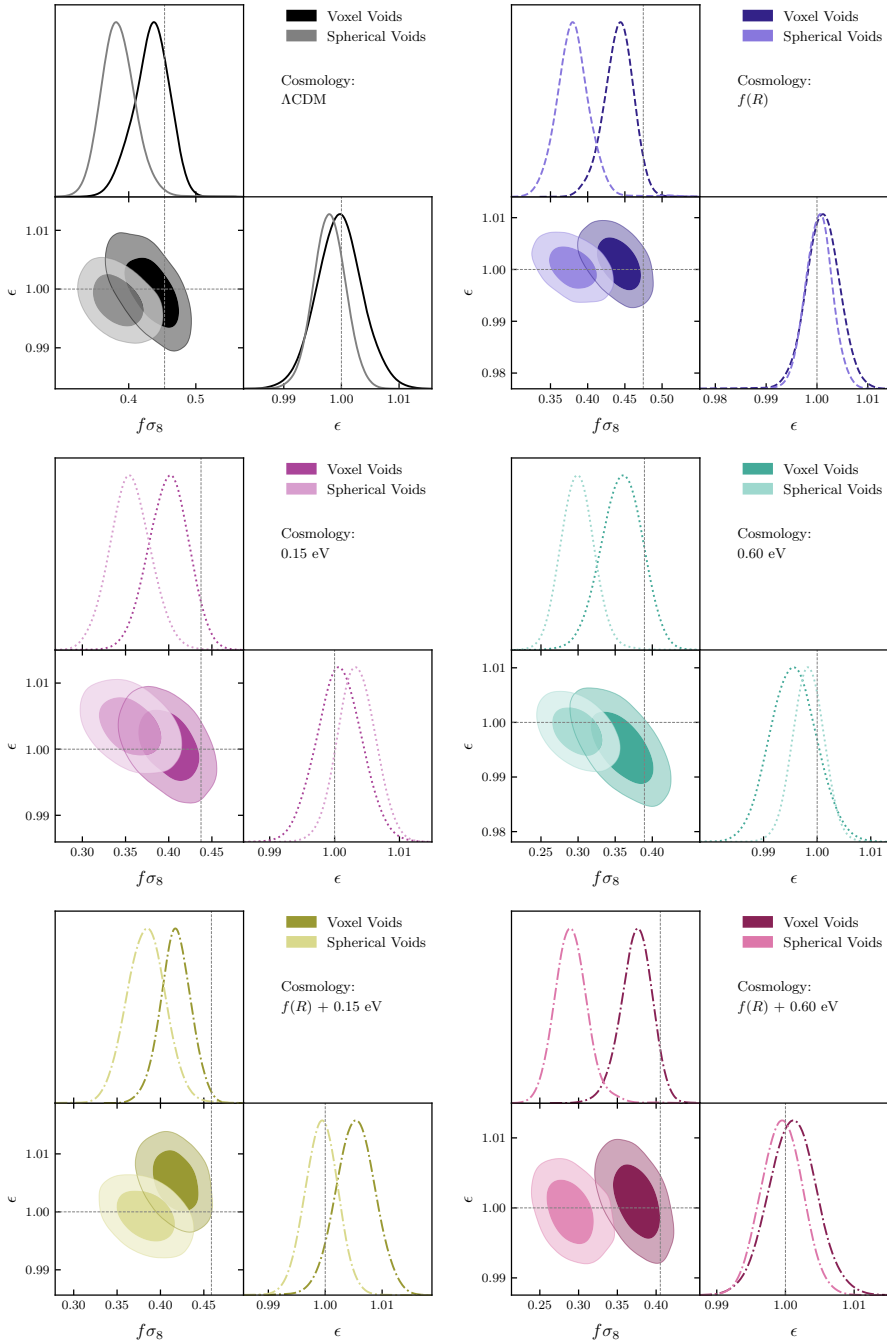 Voxel Voids
Spherical Voids
Cosmology:
ΛCDM
1.01
1.00
0.99
ϵ
0.4
0.5
fσ₈
0.99
1.00
1.01
ϵ
Voxel Voids
Spherical Voids
Cosmology:
f(R)
1.01
1.00
0.99
0.98
ϵ
0.35
0.40
0.45
0.50
fσ₈
0.98
0.99
1.00
1.01
ϵ
Voxel Voids
Spherical Voids
Cosmology:
0.15 eV
1.01
1.00
0.99
ϵ
0.30
0.35
0.40
0.45
fσ₈
0.99
1.00
1.01
ϵ
Voxel Voids
Spherical Voids
Cosmology:
0.60 eV
1.01
1.00
0.99
0.98
ϵ
0.25
0.30
0.35
0.40
fσ₈
0.99
1.00
ϵ
Voxel Voids
Spherical Voids
Cosmology:
f(R) + 0.15 eV
1.01
1.00
0.99
ϵ
0.30
0.35
0.40
0.45
fσ₈
0.99
1.00
1.01
ϵ
Voxel Voids
Spherical Voids
Cosmology:
f(R) + 0.60 eV
1.01
1.00
0.99
ϵ
0.25
0.30
0.35
0.40
fσ₈
0.99
1.00
1.01
ϵ